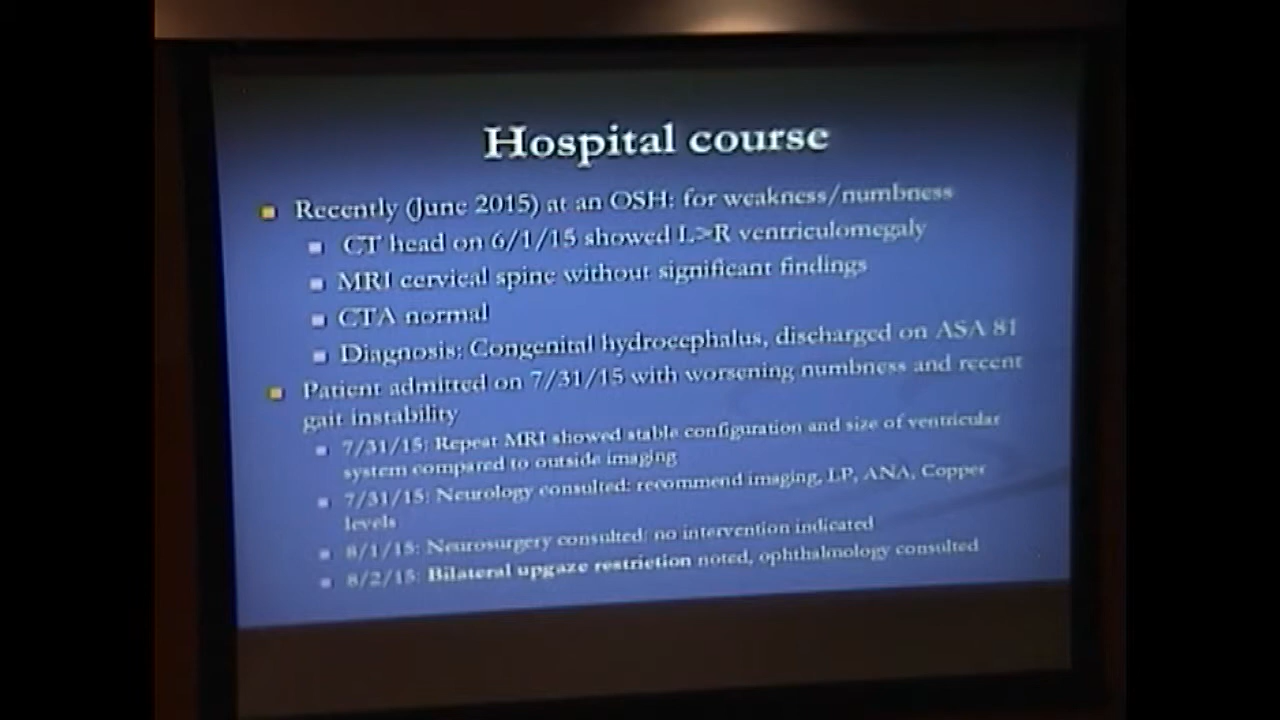 Hospital course
Recently (June 2015) at an OSH: for weakness/numbness
CT head on 6/1/15 showed L>R ventriculomegaly
MRI cervical spine without significant findings
CTA normal
Diagnosis: Congenital hydrocephalus, discharged on ASA 81
Patient admitted on 7/31/15 with worsening numbness and recent
gait instability
7/31/15: Repeat MRI showed stable configuration and size of ventricular
system compared to outside imaging
7/31/15: Neurology consulted: recommend imaging, LP, ANA, Copper
levels
8/1/15: Neurosurgery consulted: no intervention indicated
8/2/15: Bilateral upgaze restriction noted, ophthalmology consulted